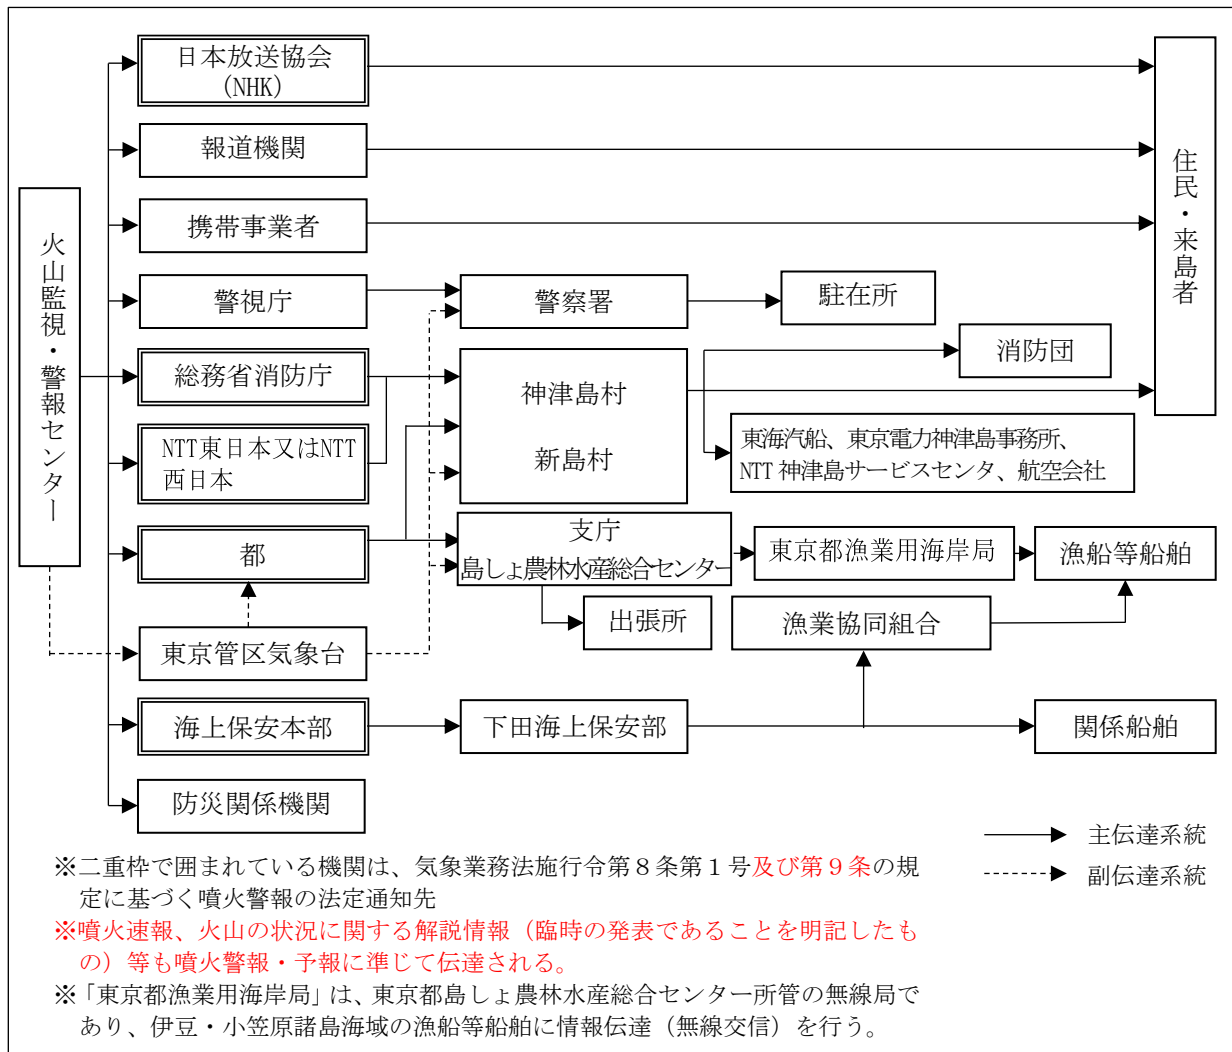 火山監視・警報センター
日本放送協会
(NHK)
報道機関
携帯事業者
警視庁
総務省消防庁
NTT東日本又はNTT
西日本
都
東京管区気象台
海上保安本部
防災関係機関
警察署
駐在所
神津島村
新島村
消防団
東海汽船、東京電力神津島事務所、
NTT 神津島サービスセンタ、航空会社
支庁
島しょ農林水産総合センター
出張所
東京都漁業用海岸局
漁船等船舶
漁業協同組合
下田海上保安部
関係船舶
住民・来島者
主伝達系統
副伝達系統
※二重枠で囲まれている機関は、気象業務法施行令第８条第１号及び第９条の規
定に基づく噴火警報の法定通知先
※噴火速報、火山の状況に関する解説情報（臨時の発表であることを明記したも
の）等も噴火警報・予報に準じて伝達される。
※「東京都漁業用海岸局」は、東京都島しょ農林水産総合センター所管の無線局で
あり、伊豆・小笠原諸島海域の漁船等船舶に情報伝達（無線交信）を行う。